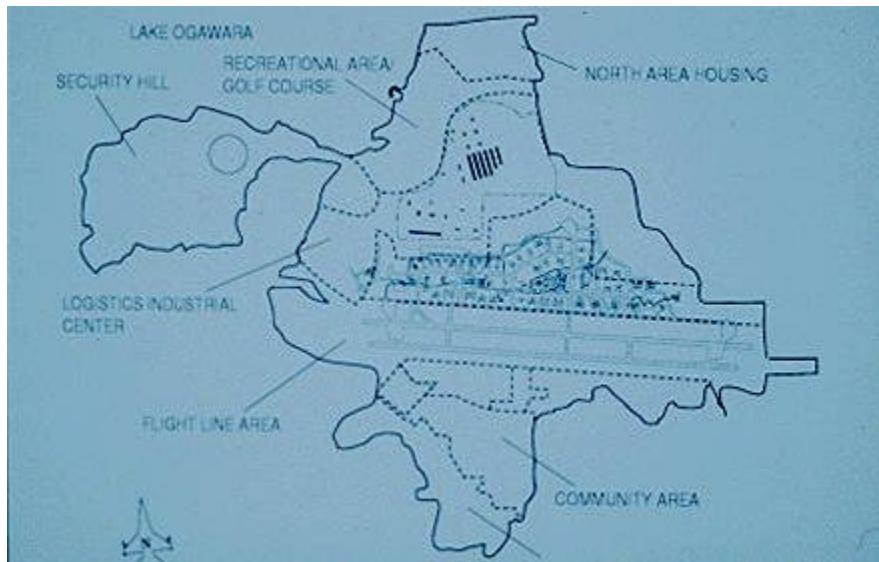 LAKE OGAWARA
RECREATIONAL AREA/
GOLF COURSE
NORTH AREA HOUSING
SECURITY HILL
LOGISTICS INDUSTRIAL
CENTER
FLIGHT LINE AREA
COMMUNITY AREA
N